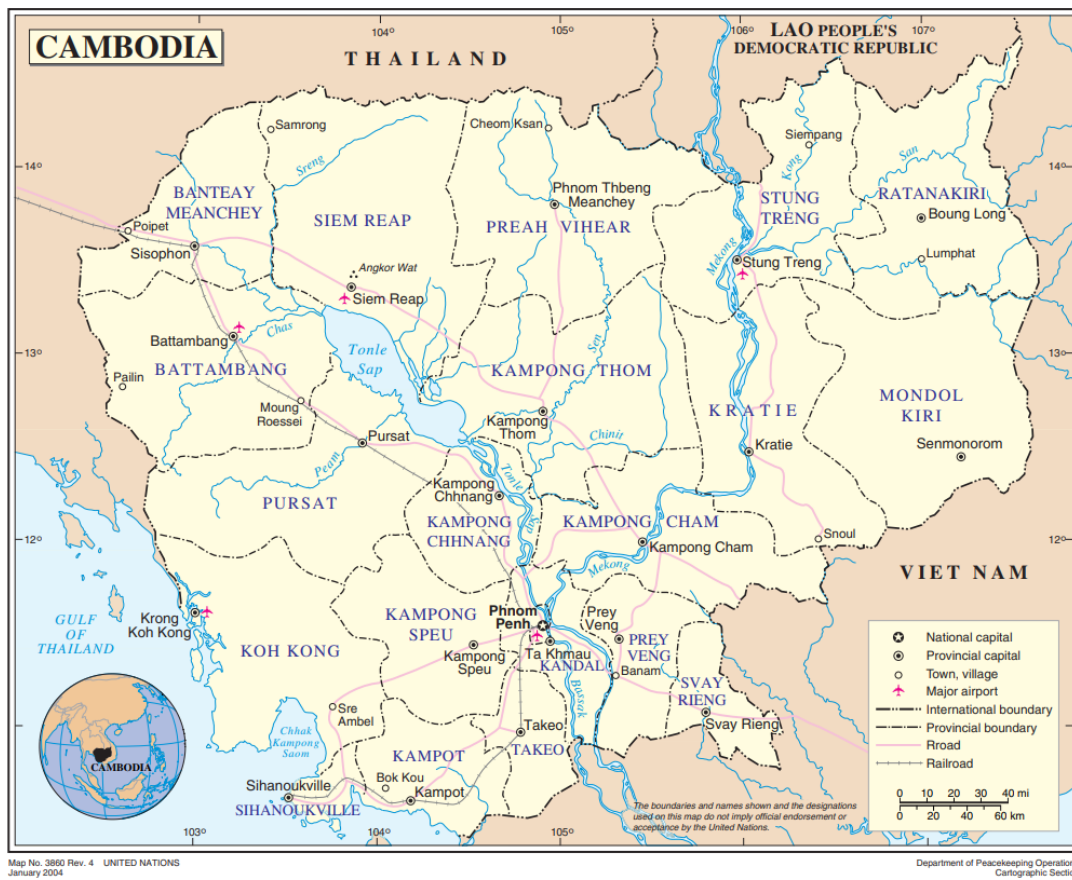 CAMBODIA
104°
105°
106°
107°
THAILAND
LAO PEOPLE'S
DEMOCRATIC REPUBLIC
Samrong
Cheom Ksan
Siempang
Sreng
Kong
San
14°
14°
BANTEAY
MEANCHEY
SIEM REAP
Phnom Thbeng
Meanchey
PREAH VIHEAR
STUNG
TRENG
RATANAKIRI
Boung Long
Poipet
Sisophon
Mekong
Stung Treng
Lumphat
Angkor Wat
Siem Reap
Battambang
Chas
Sen
13°
13°
Tonle
Sap
BATTAMBANG
KAMPONG THOM
Pailin
MONDOL
KIRI
Moung
Roessei
KRATIE
Kampong
Thom
Pursat
Chinit
Kratie
Senmonorom
Peam
Tonle
Sap
Kampong
Chhnang
PURSAT
KAMPONG
CHHNANG
KAMPONG CHAM
Snoul
12°
12°
Kampong Cham
Mekong
VIET NAM
GULF
OF
THAILAND
Krong
Koh Kong
KAMPONG
SPEU
Phnom
Penh
Prey
Veng
KOH KONG
Kampong
Speu
Ta Khmau
KANDAL
PREY
VENG
Banam
Bassak
SVAY
RIENG
Svay Rieng
Sre
Ambel
Chhak
Kampong
Saom
Takeo
TAKEO
KAMPOT
Bok Kou
Kampot
Sihanoukville
SIHANOUKVILLE
CAMBODIA
National capital
Provincial capital
Town, village
Major airport
International boundary
Provincial boundary
Rroad
Railroad
0 10 20 30 40 mi
0 20 40 60 km
The boundaries and names shown and the designations
used on this map do not imply official endorsement or
acceptance by the United Nations.
103°
104°
105°
Map No. 3860 Rev. 4 UNITED NATIONS
January 2004
Department of Peacekeeping Operation
Cartographic Sectio